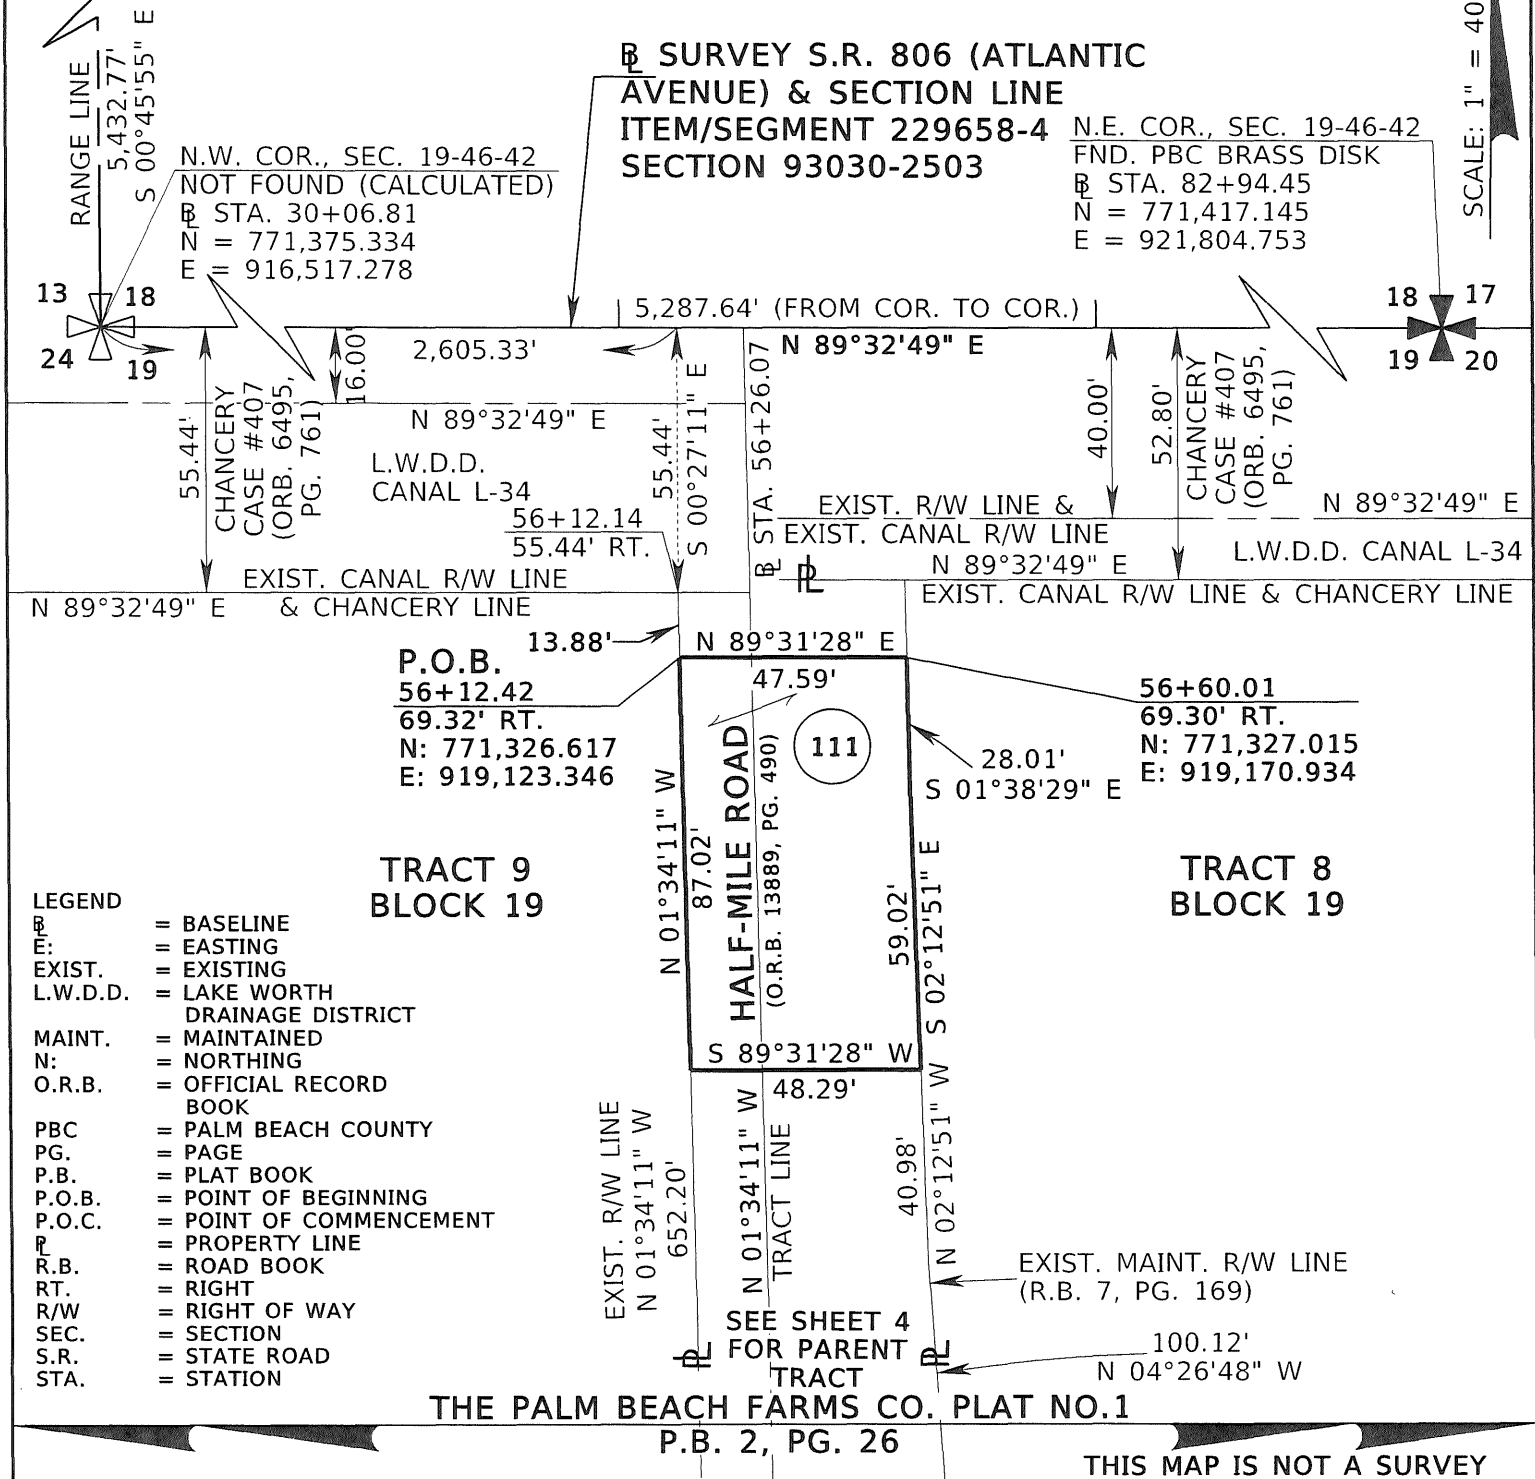 RANGE LINE
5,432.77'
S 00°45'55" E
SCALE: 1" = 40
B̶L SURVEY S.R. 806 (ATLANTIC
AVENUE) & SECTION LINE
ITEM/SEGMENT 229658-4
SECTION 93030-2503
N.W. COR., SEC. 19-46-42
NOT FOUND (CALCULATED)
BL STA. 30+06.81
N = 771,375.334
E = 916,517.278
N.E. COR., SEC. 19-46-42
FND. PBC BRASS DISK
BL STA. 82+94.45
N = 771,417.145
E = 921,804.753
13 18
24 19
18 17
19 20
5,287.64' (FROM COR. TO COR.)
N 89°32'49" E
2,605.33'
16.00'
N 89°32'49" E
55.44'
CHANCERY
CASE #407
(ORB. 6495,
PG. 761)
L.W.D.D.
CANAL L-34
55.44'
S 00°27'11" E
BL STA. 56+26.07
56+12.14
55.44' RT.
40.00'
52.80'
CHANCERY
CASE #407
(ORB. 6495,
PG. 761)
EXIST. R/W LINE &
EXIST. CANAL R/W LINE
N 89°32'49" E
N 89°32'49" E
L.W.D.D. CANAL L-34
PL
EXIST. CANAL R/W LINE
& CHANCERY LINE
N 89°32'49" E
EXIST. CANAL R/W LINE & CHANCERY LINE
13.88'
N 89°31'28" E
47.59'
P.O.B.
56+12.42
69.32' RT.
N: 771,326.617
E: 919,123.346
56+60.01
69.30' RT.
N: 771,327.015
E: 919,170.934
111
28.01'
S 01°38'29" E
N 01°34'11" W
87.02'
HALF-MILE ROAD
(O.R.B. 13889, PG. 490)
59.02'
S 02°12'51" E
TRACT 9
BLOCK 19
TRACT 8
BLOCK 19
S 89°31'28" W
48.29'
LEGEND
BL = BASELINE
E: = EASTING
EXIST. = EXISTING
L.W.D.D. = LAKE WORTH
DRAINAGE DISTRICT
MAINT. = MAINTAINED
N: = NORTHING
O.R.B. = OFFICIAL RECORD
BOOK
PBC = PALM BEACH COUNTY
PG. = PAGE
P.B. = PLAT BOOK
P.O.B. = POINT OF BEGINNING
P.O.C. = POINT OF COMMENCEMENT
PL = PROPERTY LINE
R.B. = ROAD BOOK
RT. = RIGHT
R/W = RIGHT OF WAY
SEC. = SECTION
S.R. = STATE ROAD
STA. = STATION
EXIST. R/W LINE
N 01°34'11" W
652.20'
N 01°34'11" W
TRACT LINE
40.98'
N 02°12'51" W
EXIST. MAINT. R/W LINE
(R.B. 7, PG. 169)
SEE SHEET 4
FOR PARENT
TRACT
PL
PL
100.12'
N 04°26'48" W
THE PALM BEACH FARMS CO. PLAT NO.1
P.B. 2, PG. 26
THIS MAP IS NOT A SURVEY